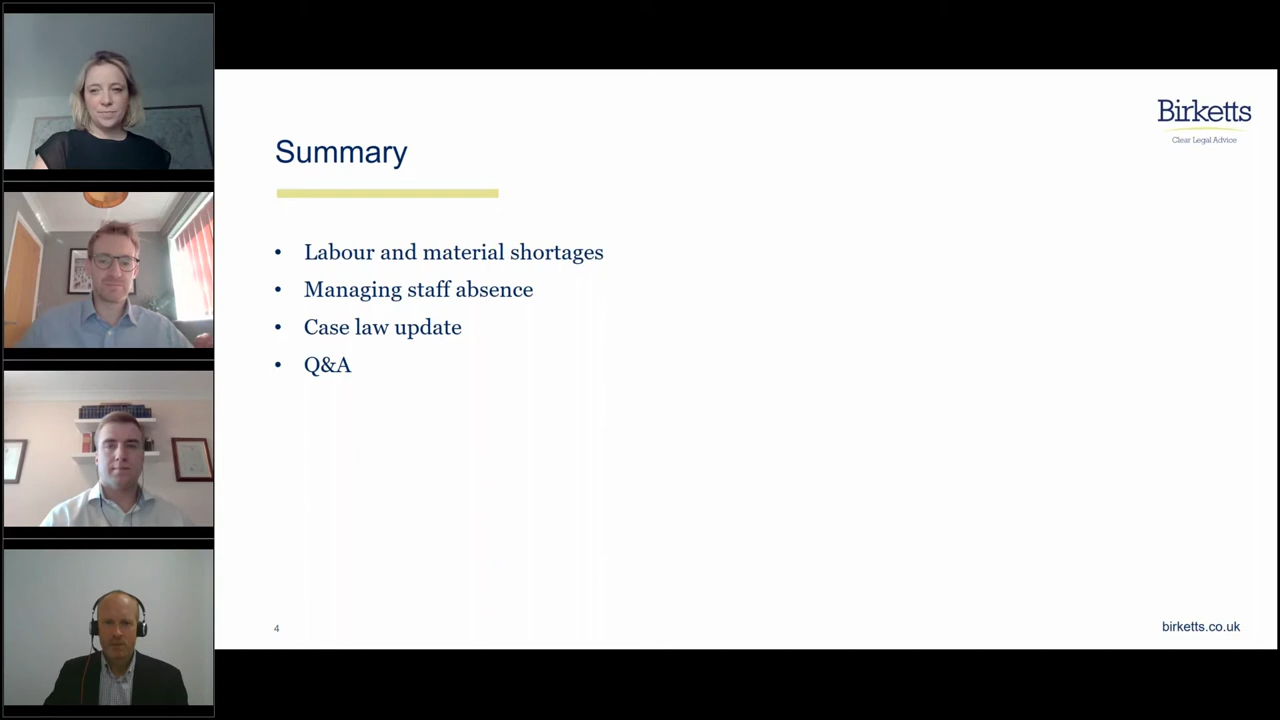 Birketts
Clear Legal Advice
Summary
• Labour and material shortages
• Managing staff absence
• Case law update
• Q&A
4
birketts.co.uk